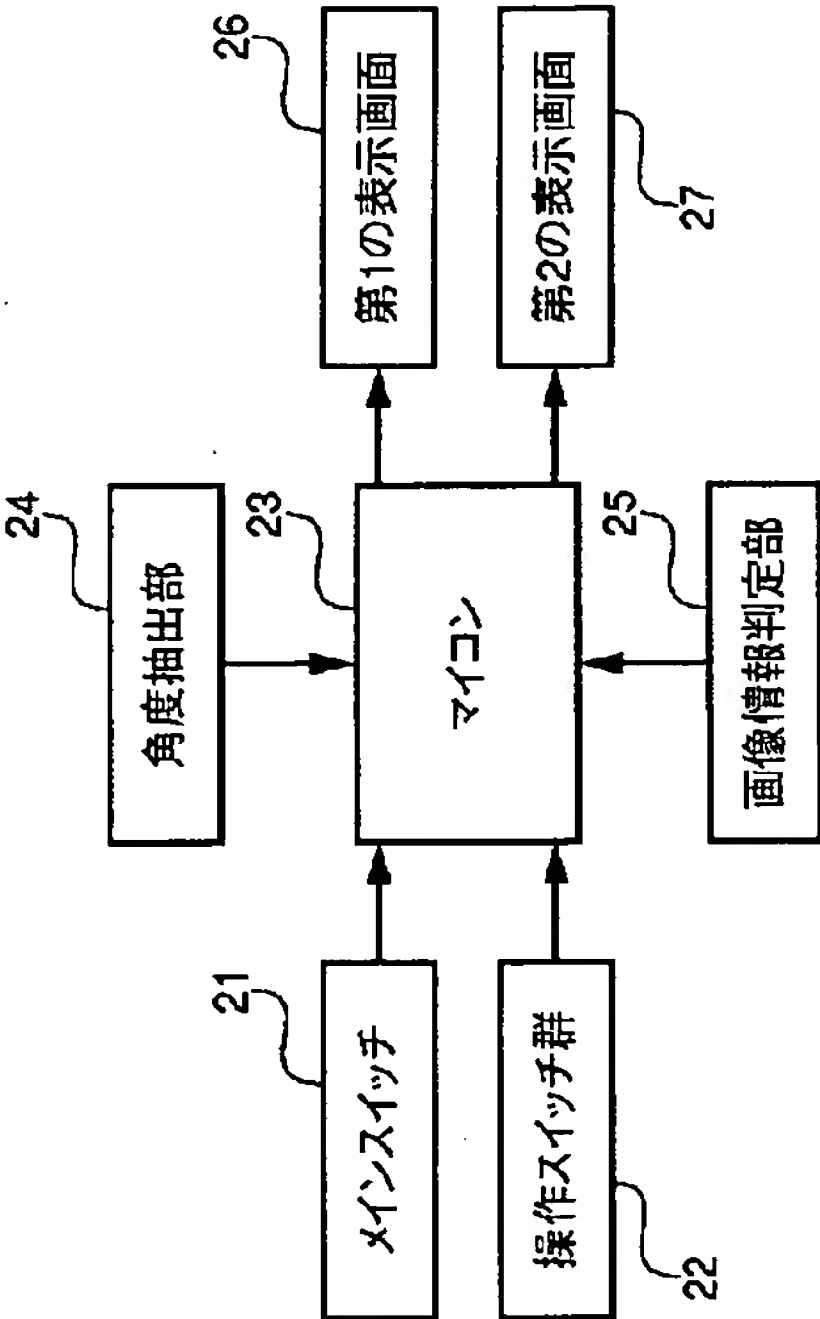 24
角度抽出部
21
メインスイッチ
23
マイコン
26
第1の表示画面
操作スイッチ群
22
第2の表示画面
27
25
画像情報判定部